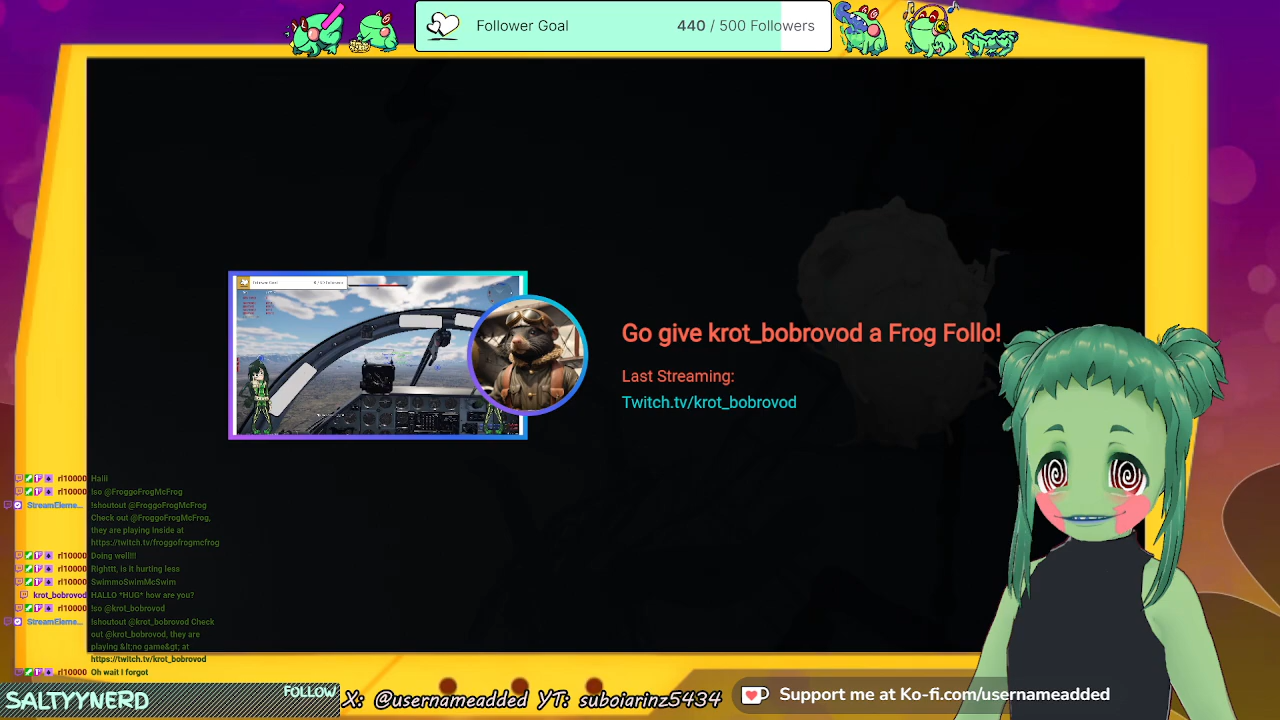 Follower Goal 440 / 500 Followers
Go give krot_bobrovod a Frog Follo!
Last Streaming:
Twitch.tv/krot_bobrovod
rl10000 Halli
rl10000 !so @FroggoFrogMcFrog
StreamEleme... !shoutout @FroggoFrogMcFrog
Check out @FroggoFrogMcFrog,
they are playing Inside at
https://twitch.tv/froggofrogmcfrog
rl10000 Doing well!!!
rl10000 Righttt, is it hurting less
rl10000 SwimmoSwimMcSwim
krot_bobrovod HALLO *HUG* how are you?
rl10000 !so @krot_bobrovod
StreamEleme... !shoutout @krot_bobrovod Check
out @krot_bobrovod, they are
playing &lt;no game&gt; at
https://twitch.tv/krot_bobrovod
rl10000 Oh wait I forgot
SALTYYNERD FOLLOW
X: @usernameadded YT: suboiarinz5434
Support me at Ko-fi.com/usernameadded